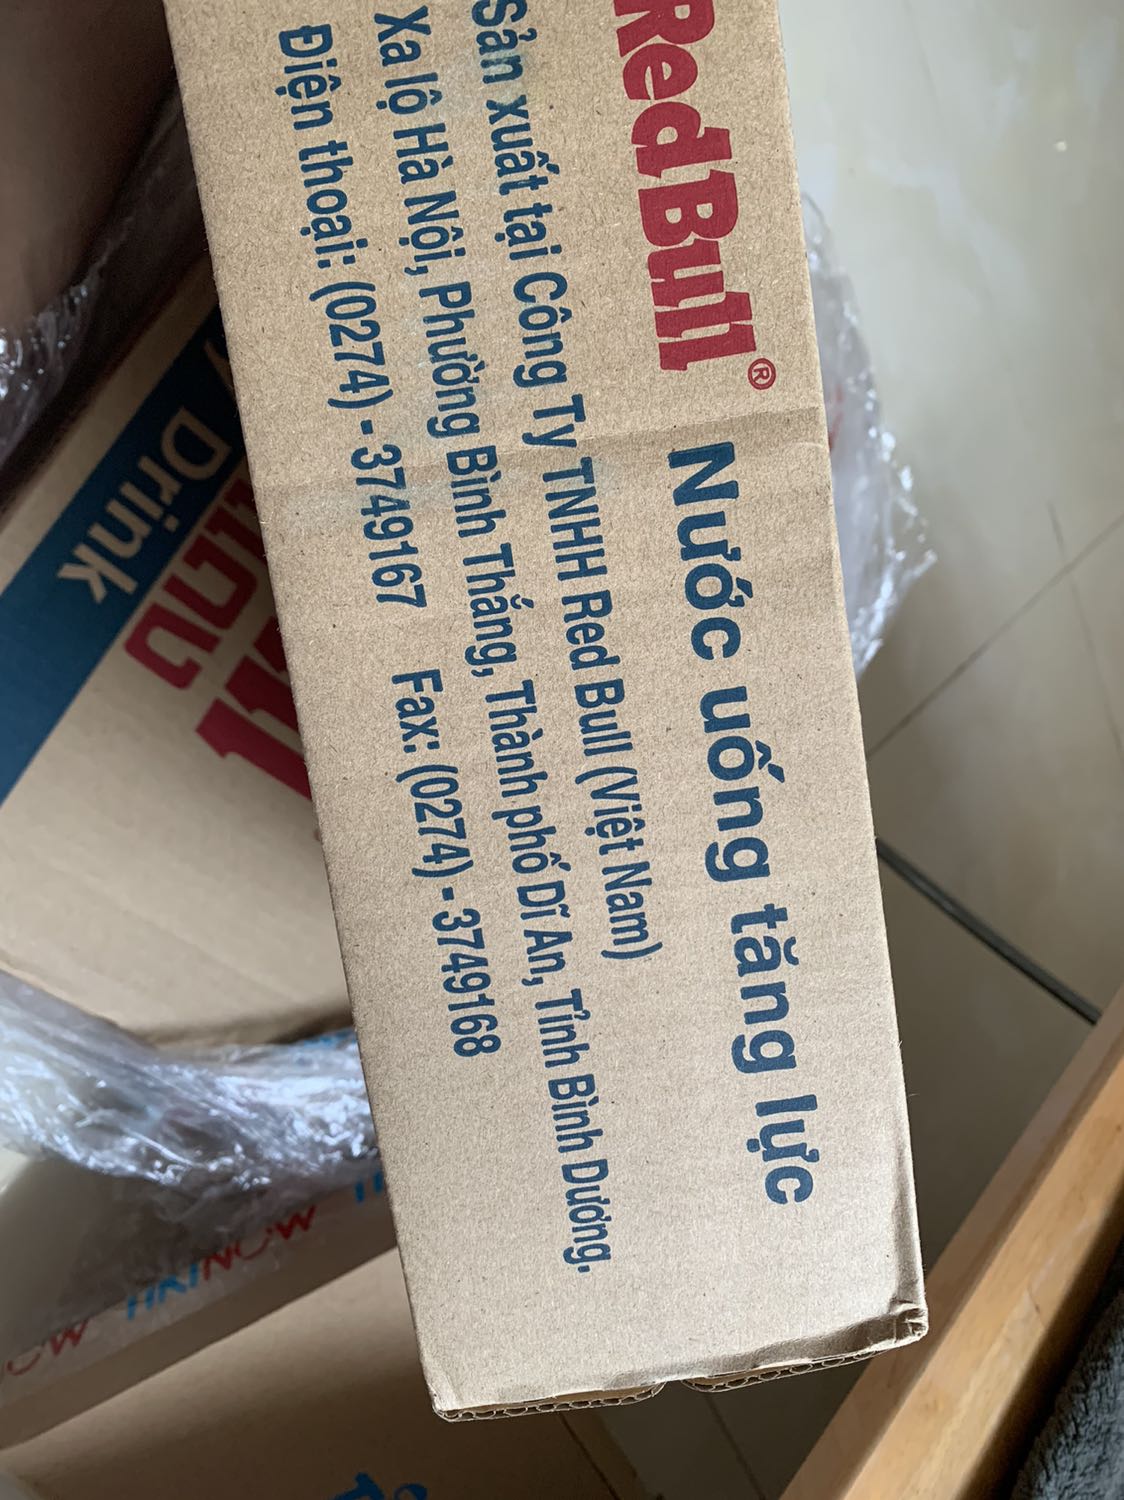 Red Bull® Nước uống tăng lực
Sản xuất tại Công Ty TNHH Red Bull (Việt Nam)
Xa lộ Hà Nội, Phường Bình Thắng, Thành phố Dĩ An, Tỉnh Bình Dương.
Điện thoại: (0274) - 3749167 Fax: (0274) - 3749168
Drink
TIKINOW